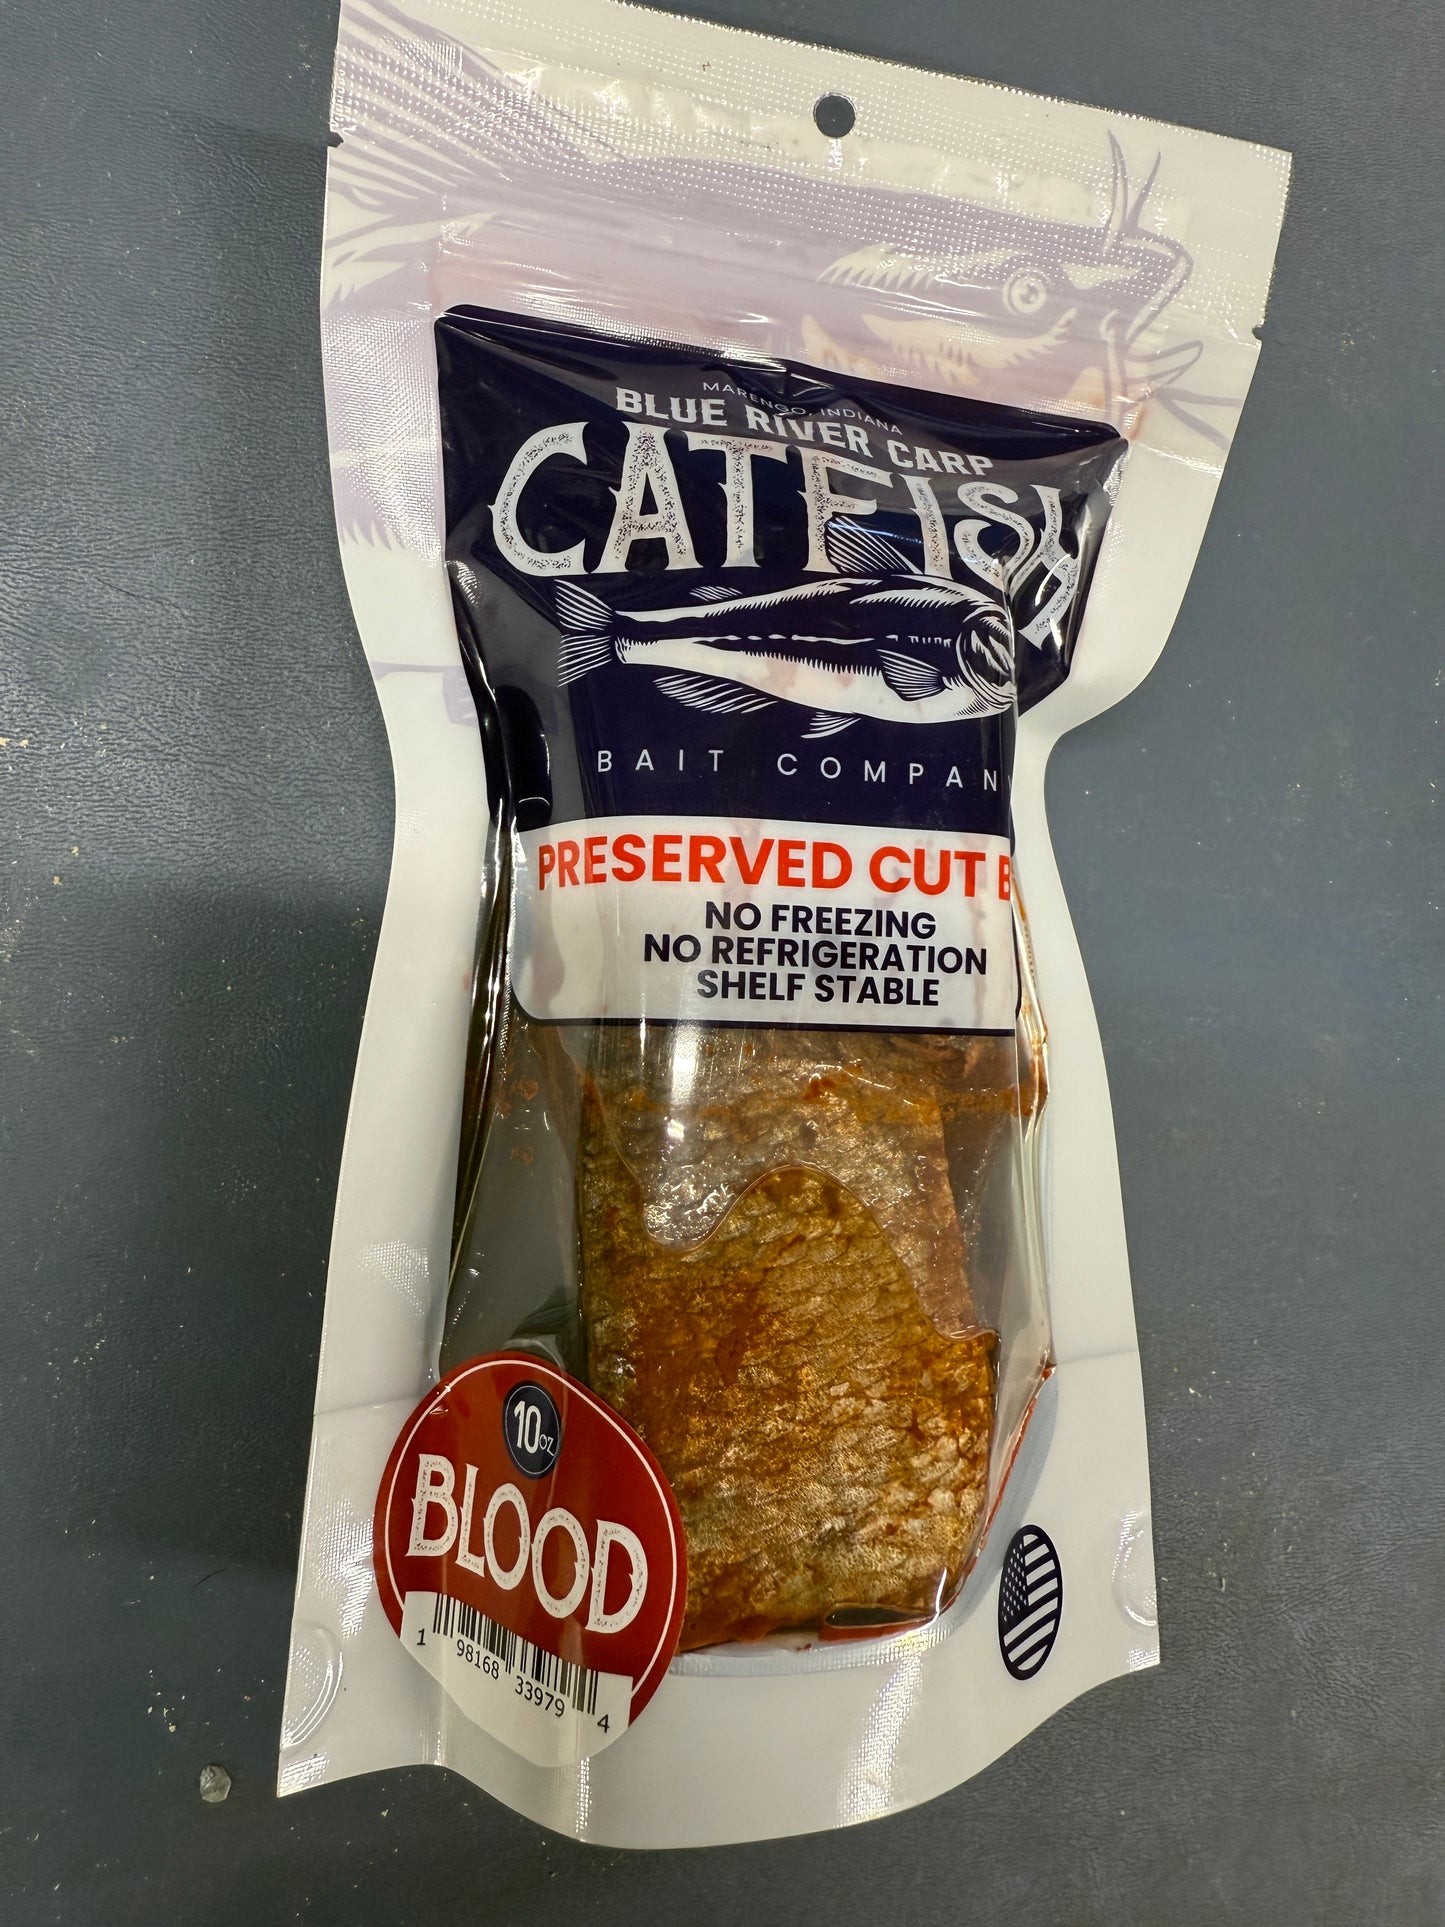 MARENGO, INDIANA
BLUE RIVER CARP
CATFISH
BAIT COMPAN
PRESERVED CUT B
NO FREEZING
NO REFRIGERATION
SHELF STABLE
10oz
BLOOD
1 98168 33979 4